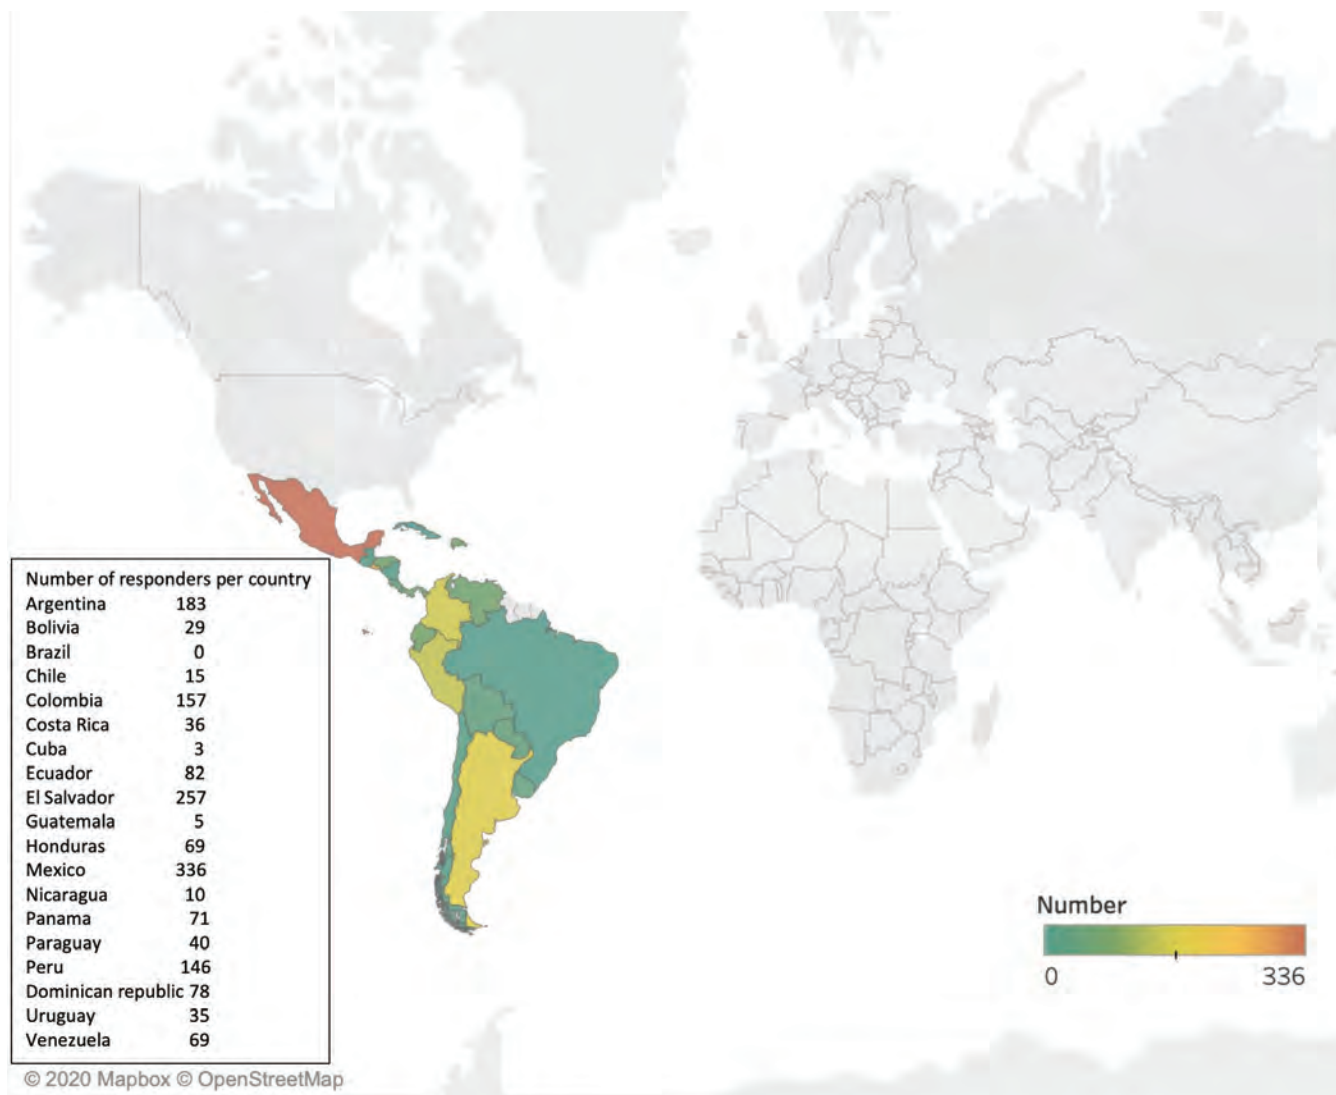 Number of responders per country
Argentina 183
Bolivia 29
Brazil 0
Chile 15
Colombia 157
Costa Rica 36
Cuba 3
Ecuador 82
El Salvador 257
Guatemala 5
Honduras 69
Mexico 336
Nicaragua 10
Panama 71
Paraguay 40
Peru 146
Dominican republic 78
Uruguay 35
Venezuela 69
Number
0 336
© 2020 Mapbox © OpenStreetMap